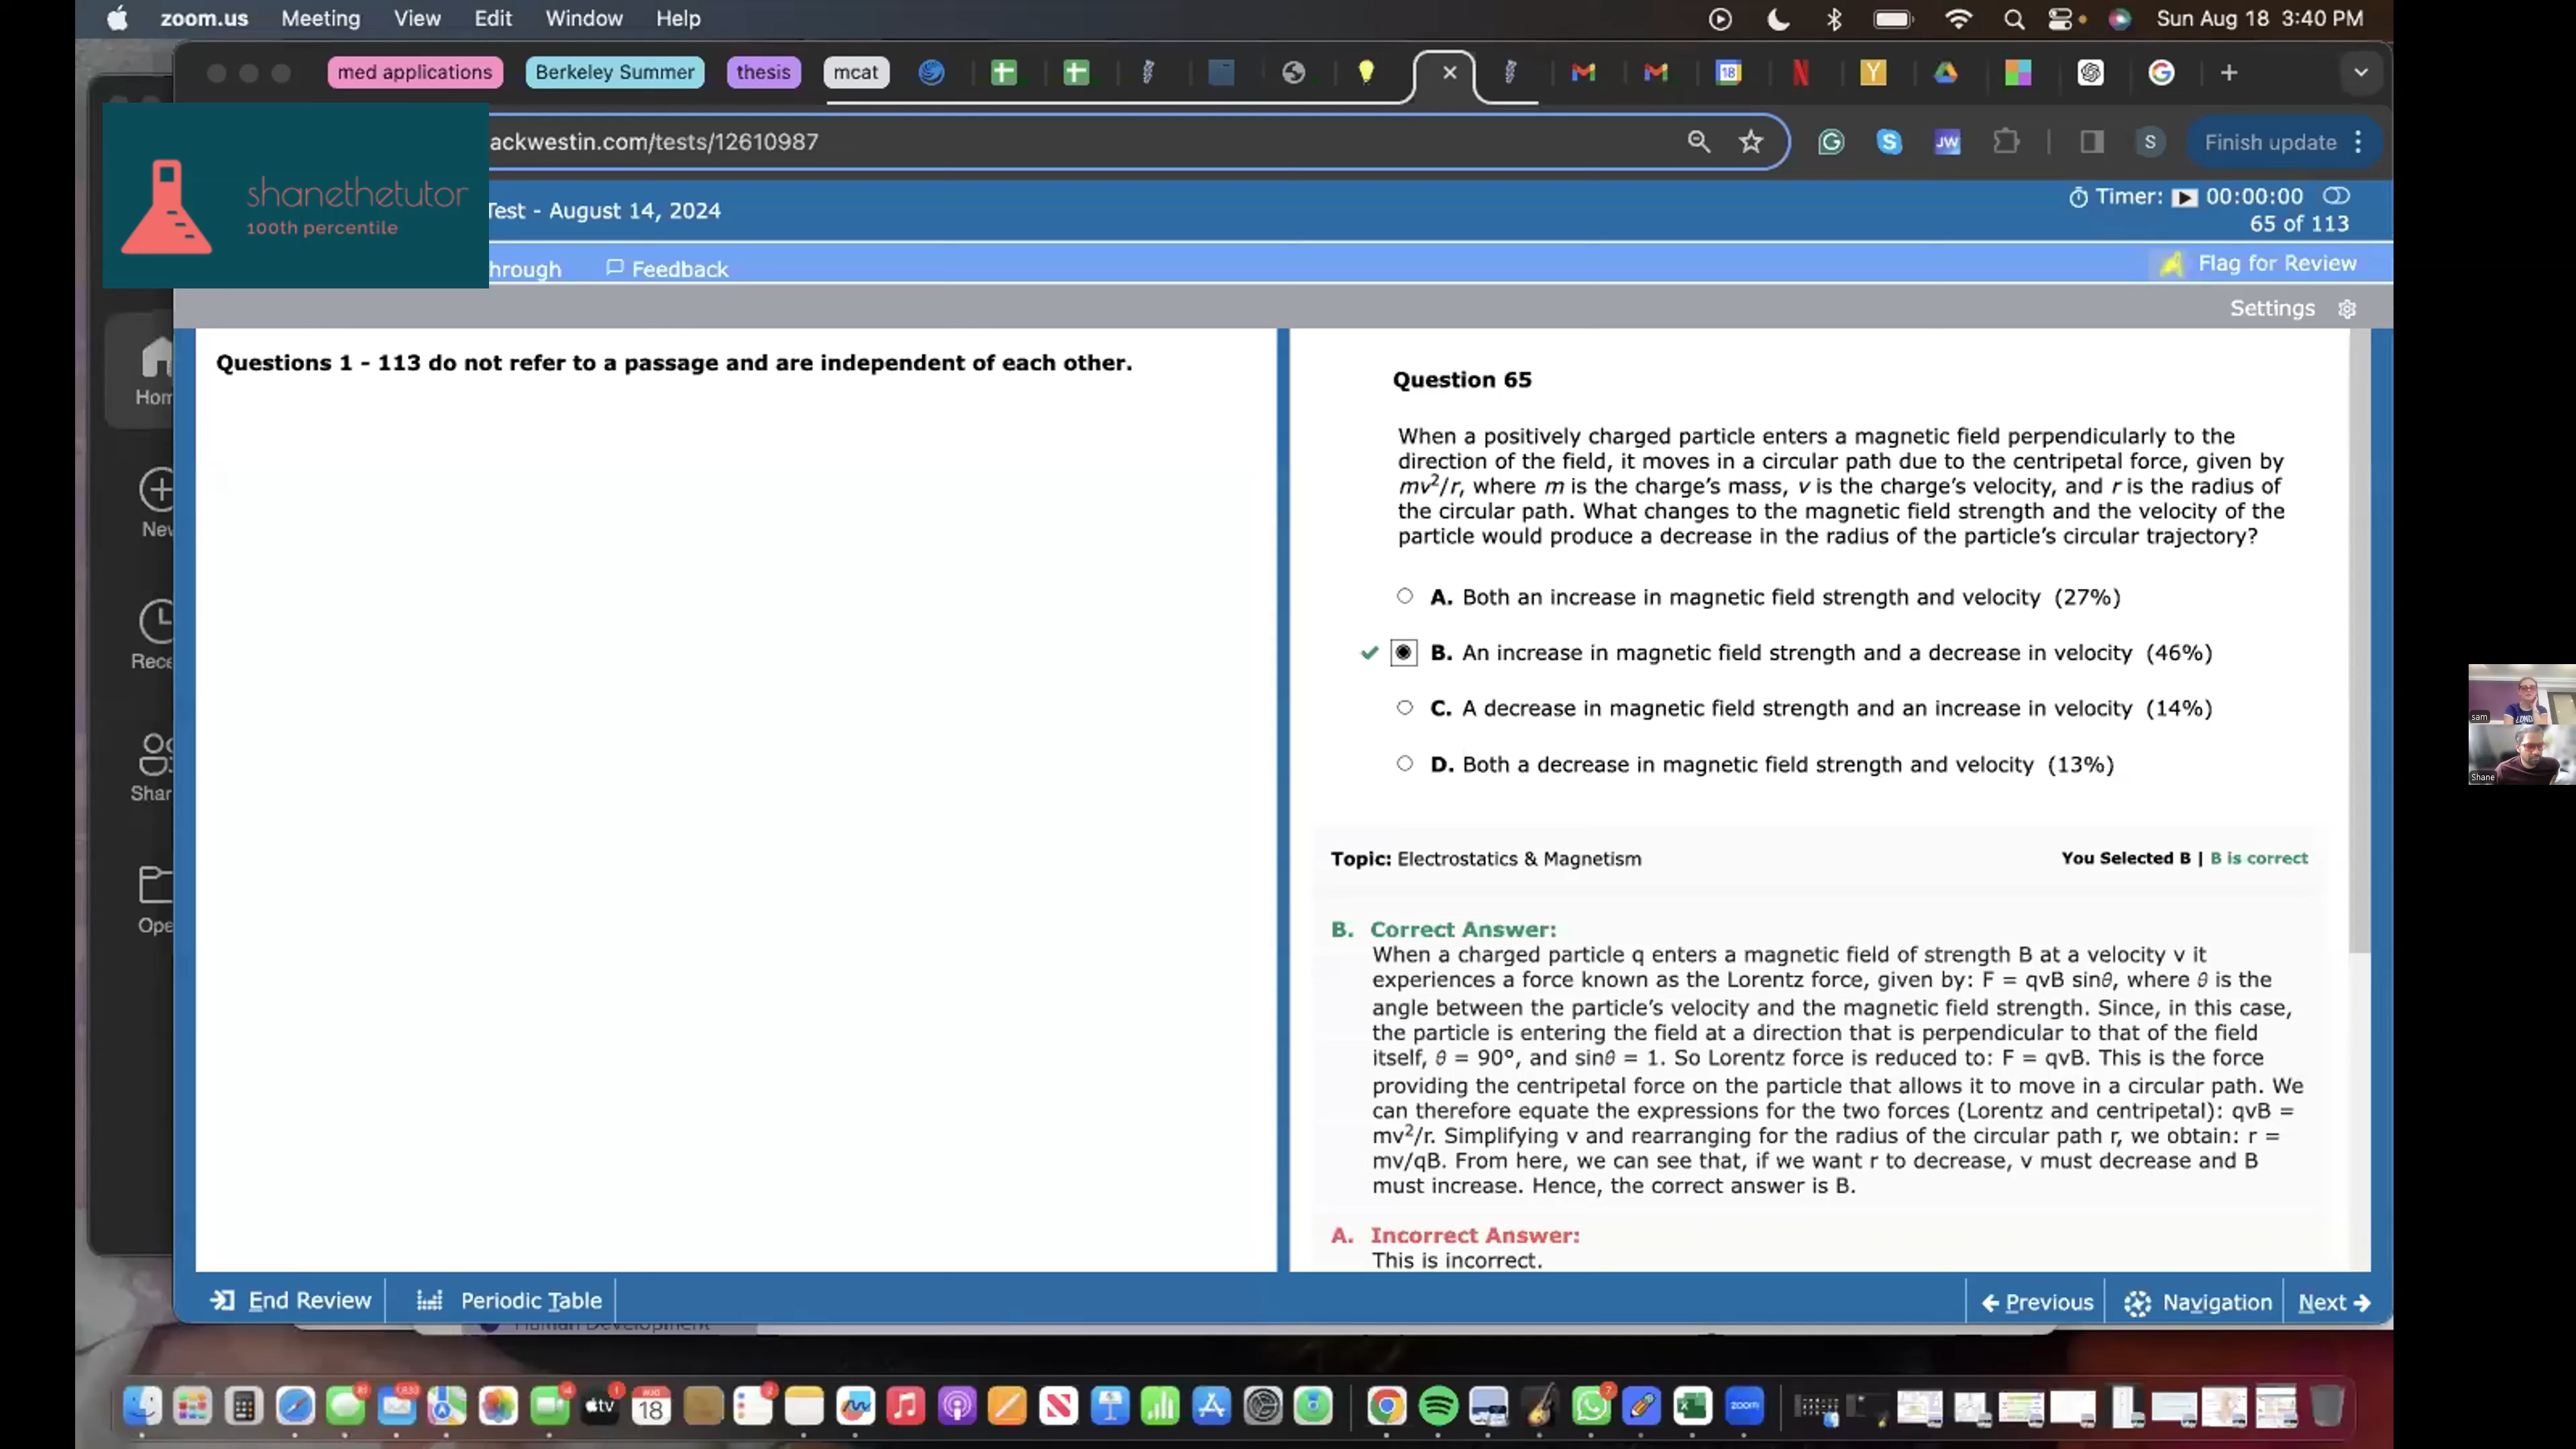 zoom.us Meeting View Edit Window Help Sun Aug 18 3:40 PM
med applications Berkeley Summer thesis mcat 18
shanethetutor
100th percentile
ackwestin.com/tests/12610987 JW S Finish update
Test - August 14, 2024
Timer: 00:00:00
65 of 113
hrough Feedback Flag for Review
Settings
Hom
New
Rece
Shar
Ope
Questions 1 - 113 do not refer to a passage and are independent of each other.
Question 65
When a positively charged particle enters a magnetic field perpendicularly to the
direction of the field, it moves in a circular path due to the centripetal force, given by
mv²/r, where m is the charge's mass, v is the charge's velocity, and r is the radius of
the circular path. What changes to the magnetic field strength and the velocity of the
particle would produce a decrease in the radius of the particle's circular trajectory?
A. Both an increase in magnetic field strength and velocity (27%)
B. An increase in magnetic field strength and a decrease in velocity (46%)
C. A decrease in magnetic field strength and an increase in velocity (14%)
D. Both a decrease in magnetic field strength and velocity (13%)
Topic: Electrostatics & Magnetism You Selected B | B is correct
B. Correct Answer:
When a charged particle q enters a magnetic field of strength B at a velocity v it
experiences a force known as the Lorentz force, given by: F = qvB sinθ, where θ is the
angle between the particle's velocity and the magnetic field strength. Since, in this case,
the particle is entering the field at a direction that is perpendicular to that of the field
itself, θ = 90°, and sinθ = 1. So Lorentz force is reduced to: F = qvB. This is the force
providing the centripetal force on the particle that allows it to move in a circular path. We
can therefore equate the expressions for the two forces (Lorentz and centripetal): qvB =
mv²/r. Simplifying v and rearranging for the radius of the circular path r, we obtain: r =
mv/qB. From here, we can see that, if we want r to decrease, v must decrease and B
must increase. Hence, the correct answer is B.
A. Incorrect Answer:
This is incorrect.
End Review Periodic Table Previous Navigation Next
Human Development
sam
Shane
tv AUG 18 zoom